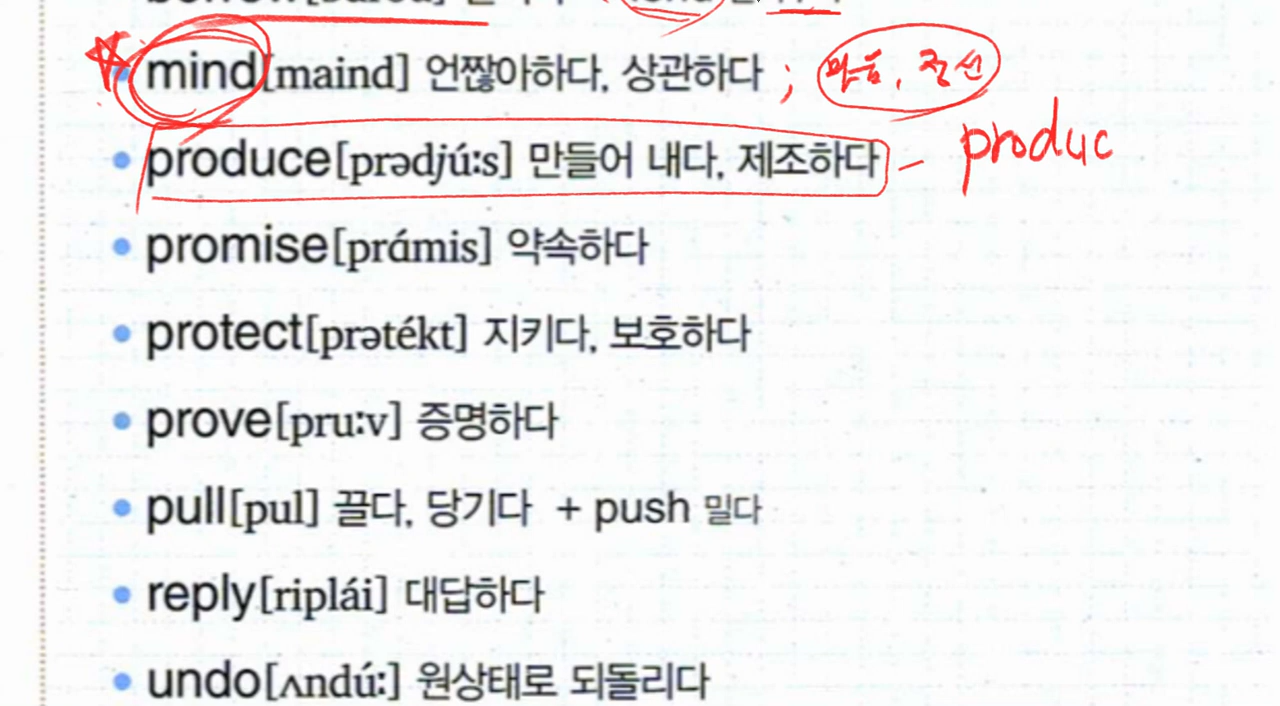 mind[maind] 언짢아하다, 상관하다 ; 마음,
produce[prədjúːs] 만들어 내다, 제조하다 - produc
promise[prάmis] 약속하다
protect[prətékt] 지키다, 보호하다
prove[pruːv] 증명하다
pull[pul] 끌다, 당기다 + push 밀다
reply[riplái] 대답하다
undo[ʌndúː] 원상태로 되돌리다